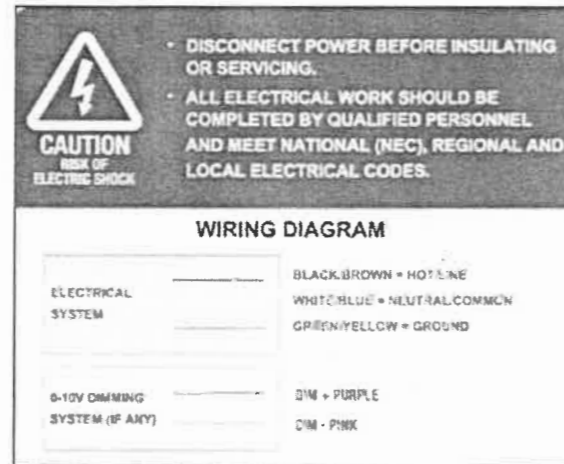 • DISCONNECT POWER BEFORE INSULATING
OR SERVICING.
• ALL ELECTRICAL WORK SHOULD BE
COMPLETED BY QUALIFIED PERSONNEL
AND MEET NATIONAL (NEC), REGIONAL AND
LOCAL ELECTRICAL CODES.
CAUTION
RISK OF
ELECTRIC SHOCK
WIRING DIAGRAM
ELECTRICAL
SYSTEM
BLACK/BROWN = HOT/LINE
WHITE/BLUE = NEUTRAL/COMMON
GREEN/YELLOW = GROUND
0-10V DIMMING
SYSTEM (IF ANY)
DIM + PURPLE
DIM - PINK